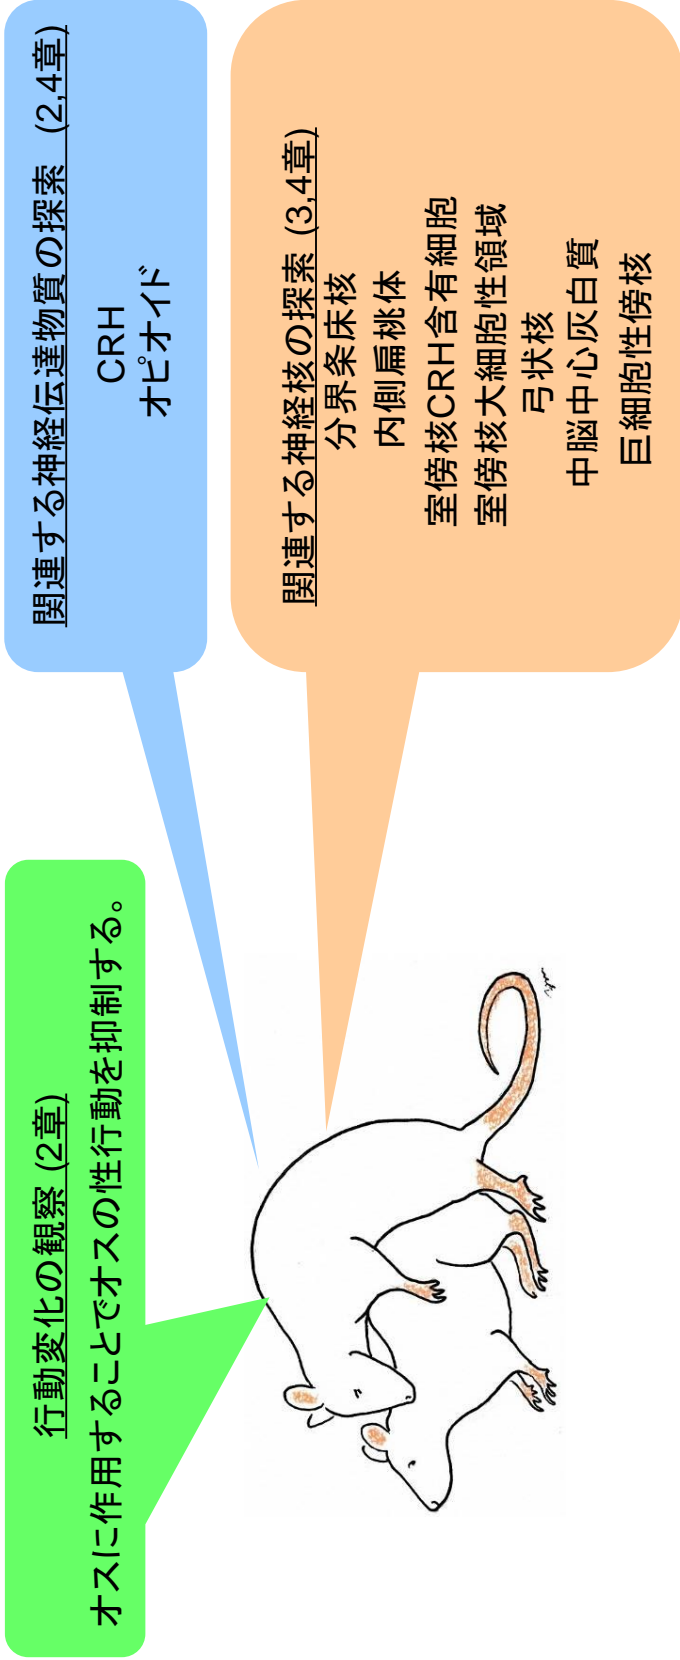 行動変化の観察 (2章)
オスに作用することでオスの性行動を抑制する。
関連する神経伝達物質の探索 (2,4章)
CRH
オピオイド
関連する神経核の探索 (3,4章)
分界条床核
内側扁桃体
室傍核CRH含有細胞
室傍核大細胞性領域
弓状核
中脳中心灰白質
巨細胞性傍核